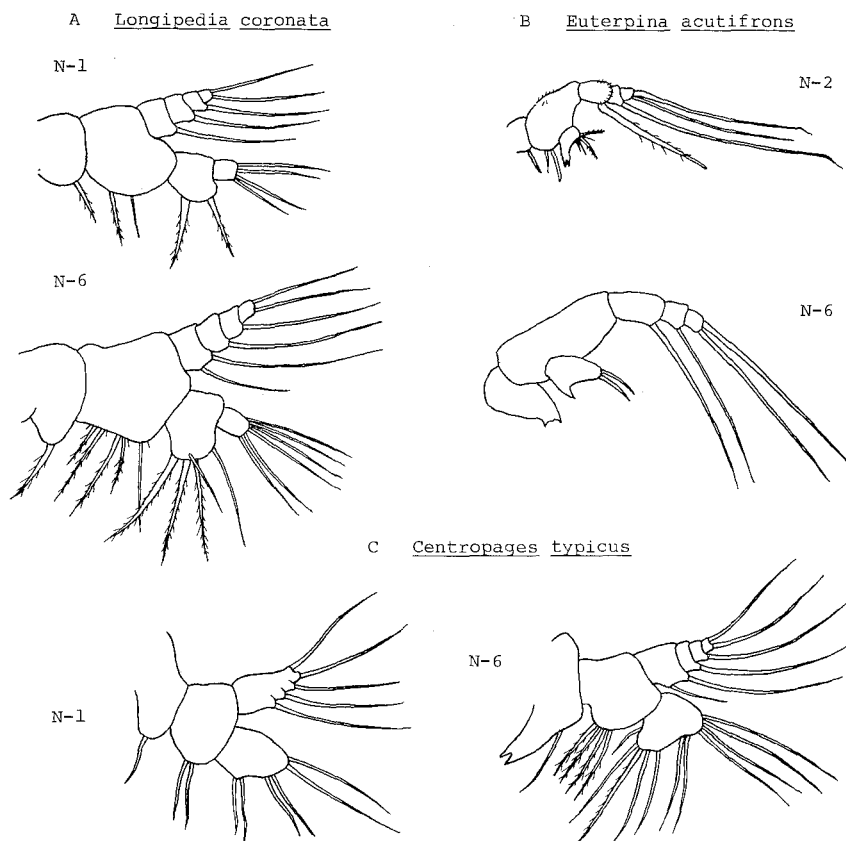 A Longipedia coronata
B Euterpina acutifrons
N-1
N-2
N-6
N-6
C Centropages typicus
N-1
N-6